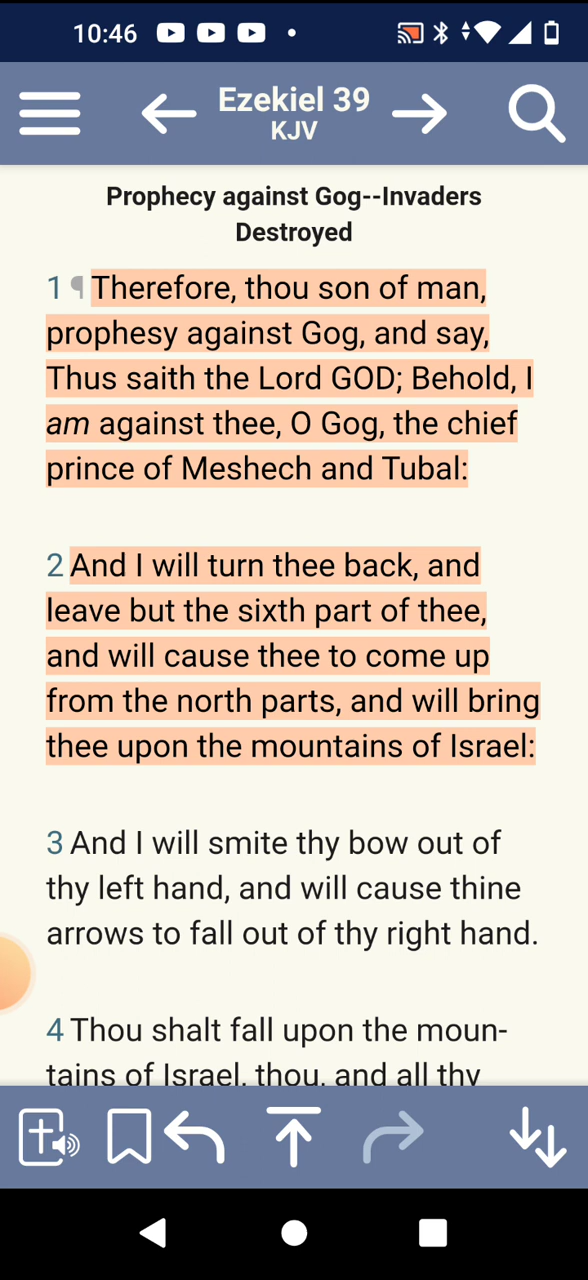 10:46
Ezekiel 39
KJV
Prophecy against Gog--Invaders
Destroyed
1 ¶ Therefore, thou son of man,
prophesy against Gog, and say,
Thus saith the Lord GOD; Behold, I
am against thee, O Gog, the chief
prince of Meshech and Tubal:
2 And I will turn thee back, and
leave but the sixth part of thee,
and will cause thee to come up
from the north parts, and will bring
thee upon the mountains of Israel:
3 And I will smite thy bow out of
thy left hand, and will cause thine
arrows to fall out of thy right hand.
4 Thou shalt fall upon the moun-
tains of Israel, thou, and all thy